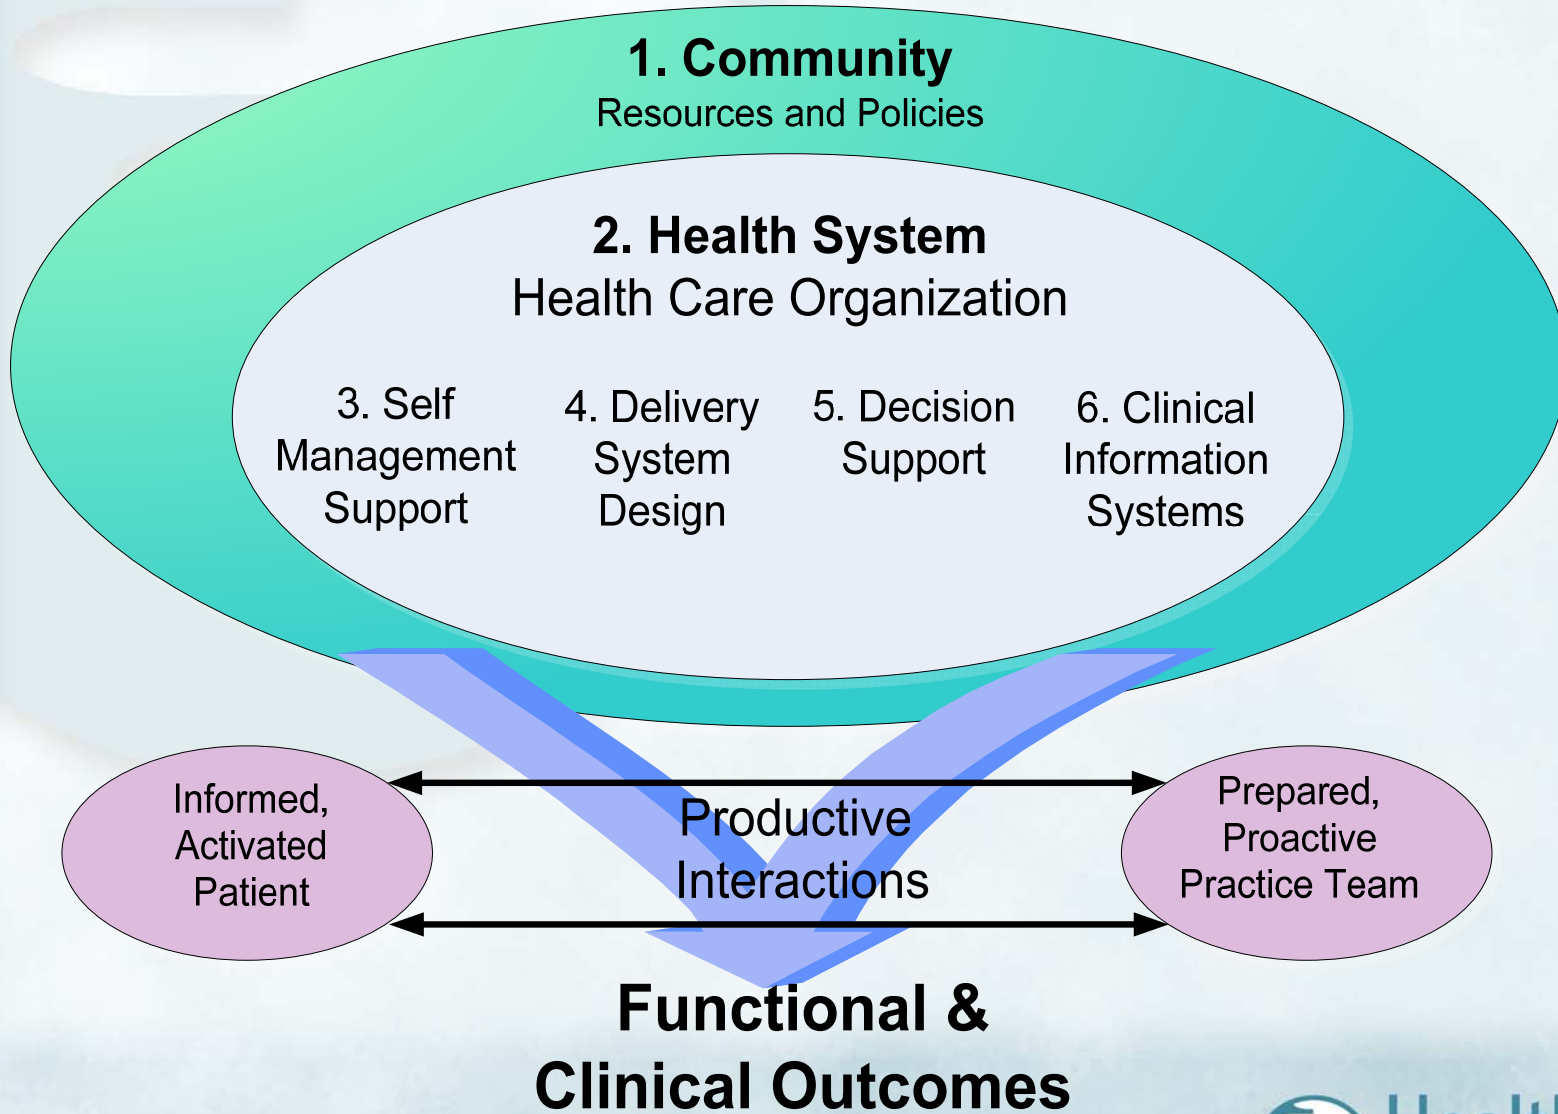 1. Community
Resources and Policies
2. Health System
Health Care Organization
3. Self
Management
Support
4. Delivery
System
Design
5. Decision
Support
6. Clinical
Information
Systems
Informed,
Activated
Patient
Productive
Interactions
Prepared,
Proactive
Practice Team
Functional &
Clinical Outcomes